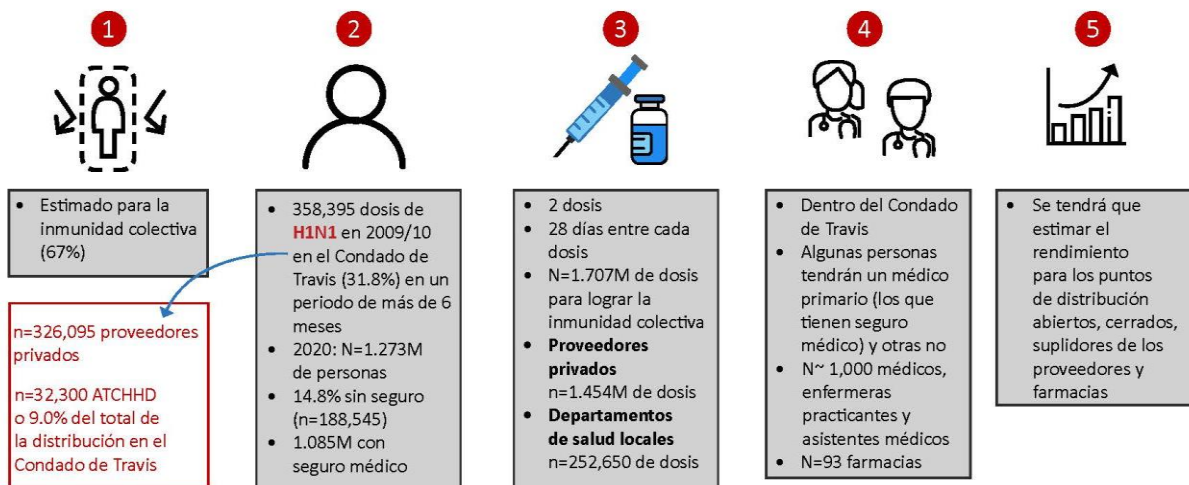 1
• Estimado para la
inmunidad colectiva
(67%)
n=326,095 proveedores
privados
n=32,300 ATCHHD
o 9.0% del total de
la distribución en el
Condado de Travis
2
• 358,395 dosis de
H1N1 en 2009/10
en el Condado de
Travis (31.8%) en un
periodo de más de 6
meses
• 2020: N=1.273M
de personas
• 14.8% sin seguro
(n=188,545)
• 1.085M con
seguro médico
3
• 2 dosis
• 28 días entre cada
dosis
• N=1.707M de dosis
para lograr la
inmunidad colectiva
• Proveedores
privados
n=1.454M de dosis
• Departamentos
de salud locales
n=252,650 de dosis
4
• Dentro del Condado
de Travis
• Algunas personas
tendrán un médico
primario (los que
tienen seguro
médico) y otras no
• N~ 1,000 médicos,
enfermeras
practicantes y
asistentes médicos
• N=93 farmacias
5
• Se tendrá que
estimar el
rendimiento
para los puntos
de distribución
abiertos, cerrados,
suplidores de los
proveedores y
farmacias